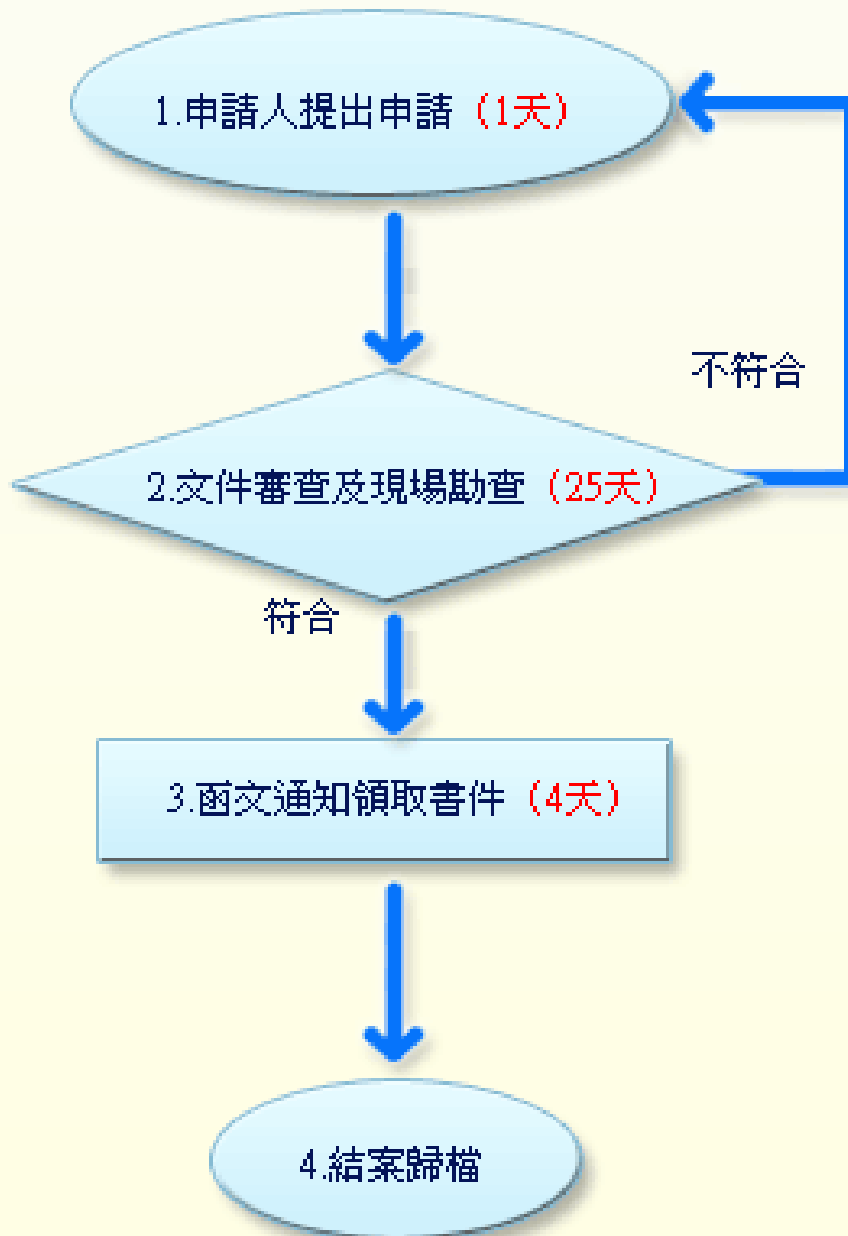 1.申請人提出申請（1天）
不符合
2.文件審查及現場勘查（25天）
符合
3.函文通知領取書件（4天）
4.結案歸檔